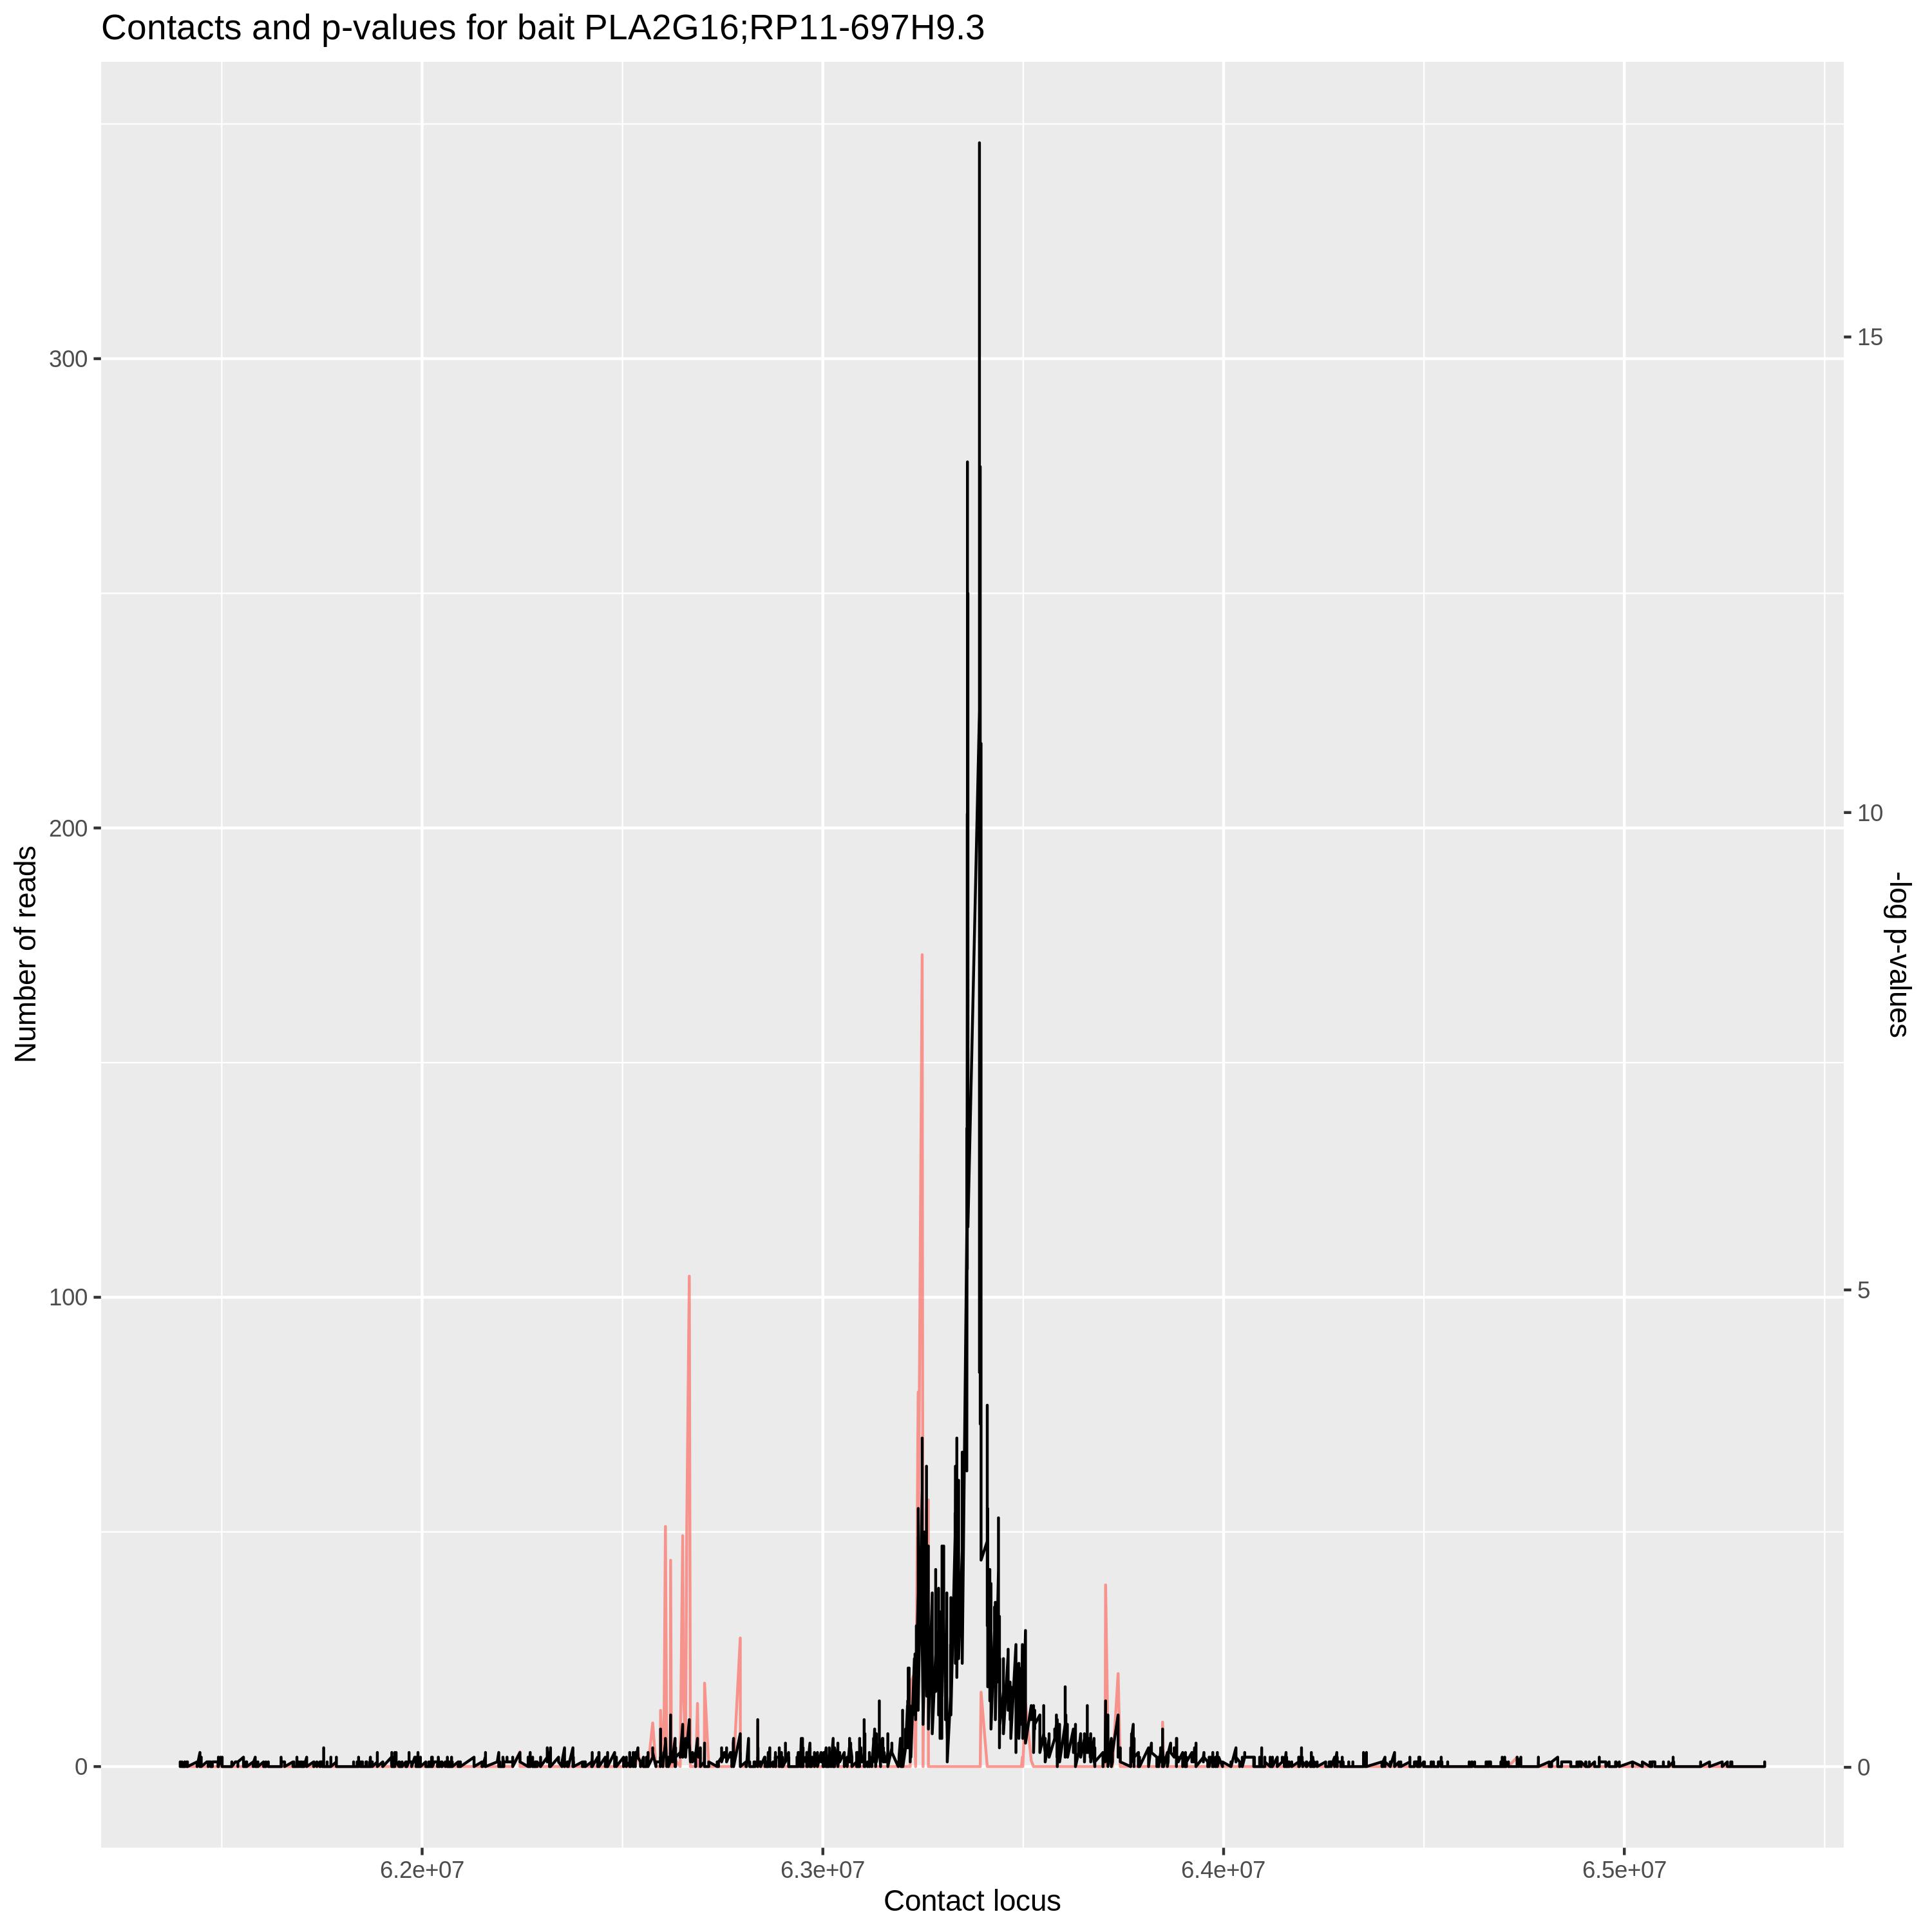 Contacts and p-values for bait PLA2G16;RP11-697H9.3
300
200
100
0
15
10
5
0
Number of reads
-log p-values
6.2e+07
6.3e+07
6.4e+07
6.5e+07
Contact locus